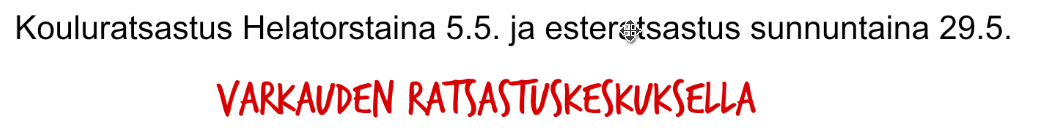 Kouluratsastus Helatorstaina 5.5. ja esteratsastus sunnuntaina 29.5.
VARKAUDEN RATSASTUSKESKUKSELLA